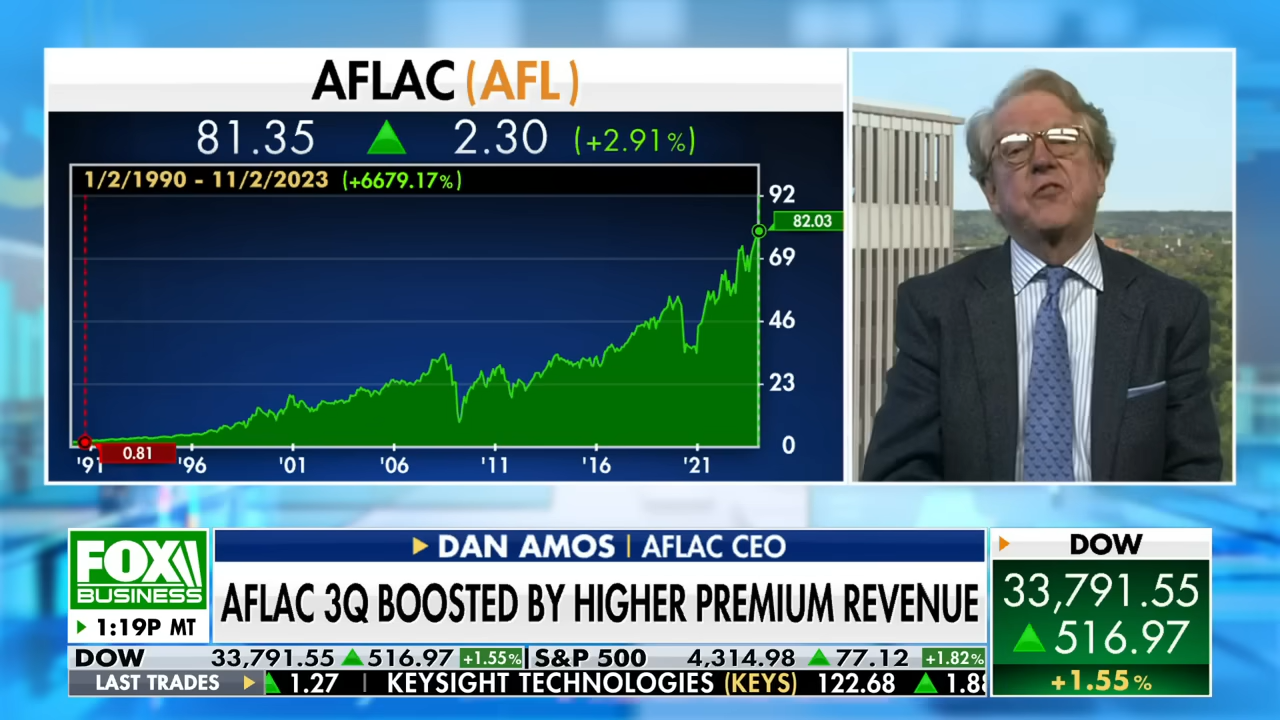 AFLAC (AFL)
81.35 ▲ 2.30 (+2.91%)
1/2/1990 - 11/2/2023 (+6679.17%)
92
82.03
69
46
23
0
0.81
'91 '96 '01 '06 '11 '16 '21
DAN AMOS | AFLAC CEO
AFLAC 3Q BOOSTED BY HIGHER PREMIUM REVENUE
FOX
BUSINESS
1:19P MT
DOW
33,791.55
▲ 516.97
+1.55%
DOW 33,791.55 ▲ 516.97 +1.55% | S&P 500 4,314.98 ▲ 77.12 +1.82%
LAST TRADES ▲ 1.27 | KEYSIGHT TECHNOLOGIES (KEYS) 122.68 ▲ 1.8